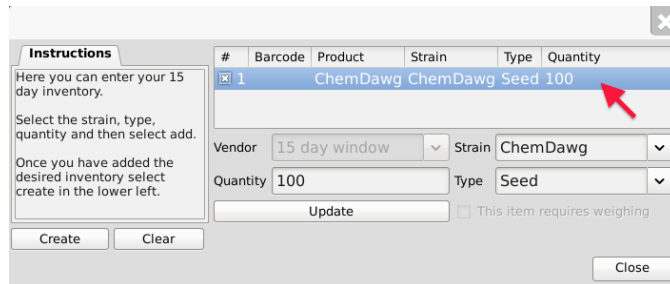 Instructions
Here you can enter your 15
day inventory.
Select the strain, type,
quantity and then select add.
Once you have added the
desired inventory select
create in the lower left.
Create Clear
# Barcode Product Strain Type Quantity
1 ChemDawg ChemDawg Seed 100
Vendor 15 day window Strain ChemDawg
Quantity 100 Type Seed
Update This item requires weighing
Close